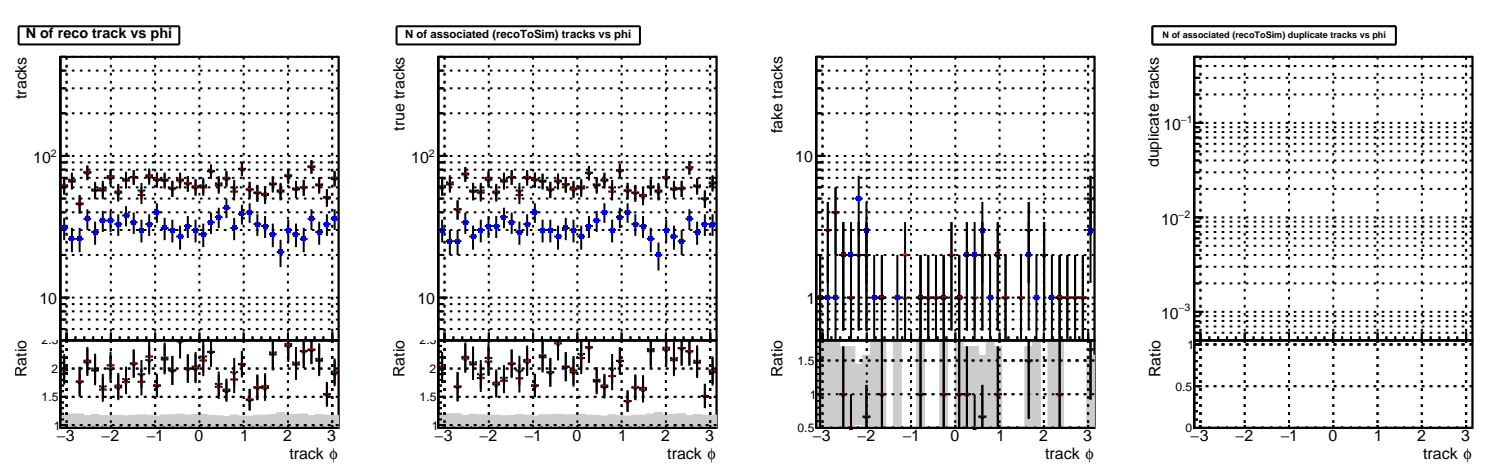 N of reco track vs phi
tracks
10²
10
Ratio
2.5
2
1.5
1
−3 −2 −1 0 1 2 3
track ϕ
N of associated (recoToSim) tracks vs phi
true tracks
10²
10
Ratio
2.5
2
1.5
1
−3 −2 −1 0 1 2 3
track ϕ
fake tracks
10
1
Ratio
1.5
1
0.5
−3 −2 −1 0 1 2 3
track ϕ
N of associated (recoToSim) duplicate tracks vs phi
duplicate tracks
10⁻¹
10⁻²
10⁻³
Ratio
1
0.5
0
−3 −2 −1 0 1 2 3
track ϕ